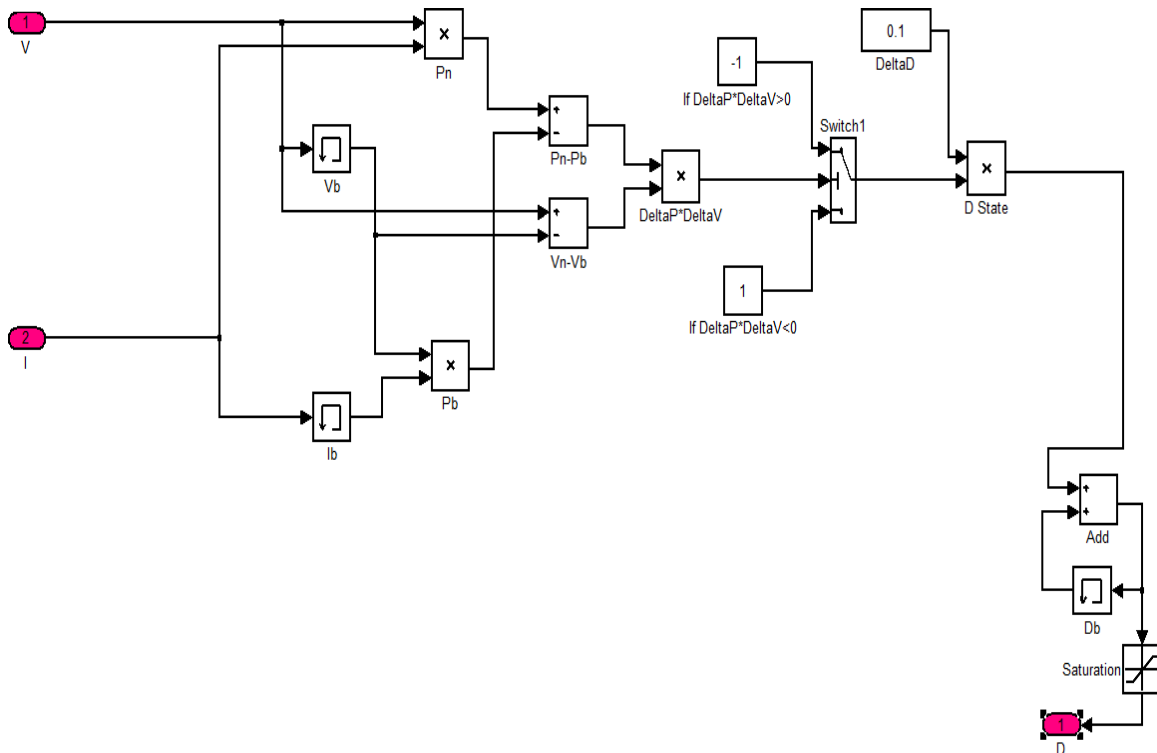 1
V
×
Pn
-1
If DeltaP*DeltaV>0
0.1
DeltaD
Switch1
+
-
Pn-Pb
Vb
×
DeltaP*DeltaV
×
D State
+
-
Vn-Vb
1
If DeltaP*DeltaV<0
2
I
×
Pb
Ib
+
+
Add
Db
Saturation
1
D